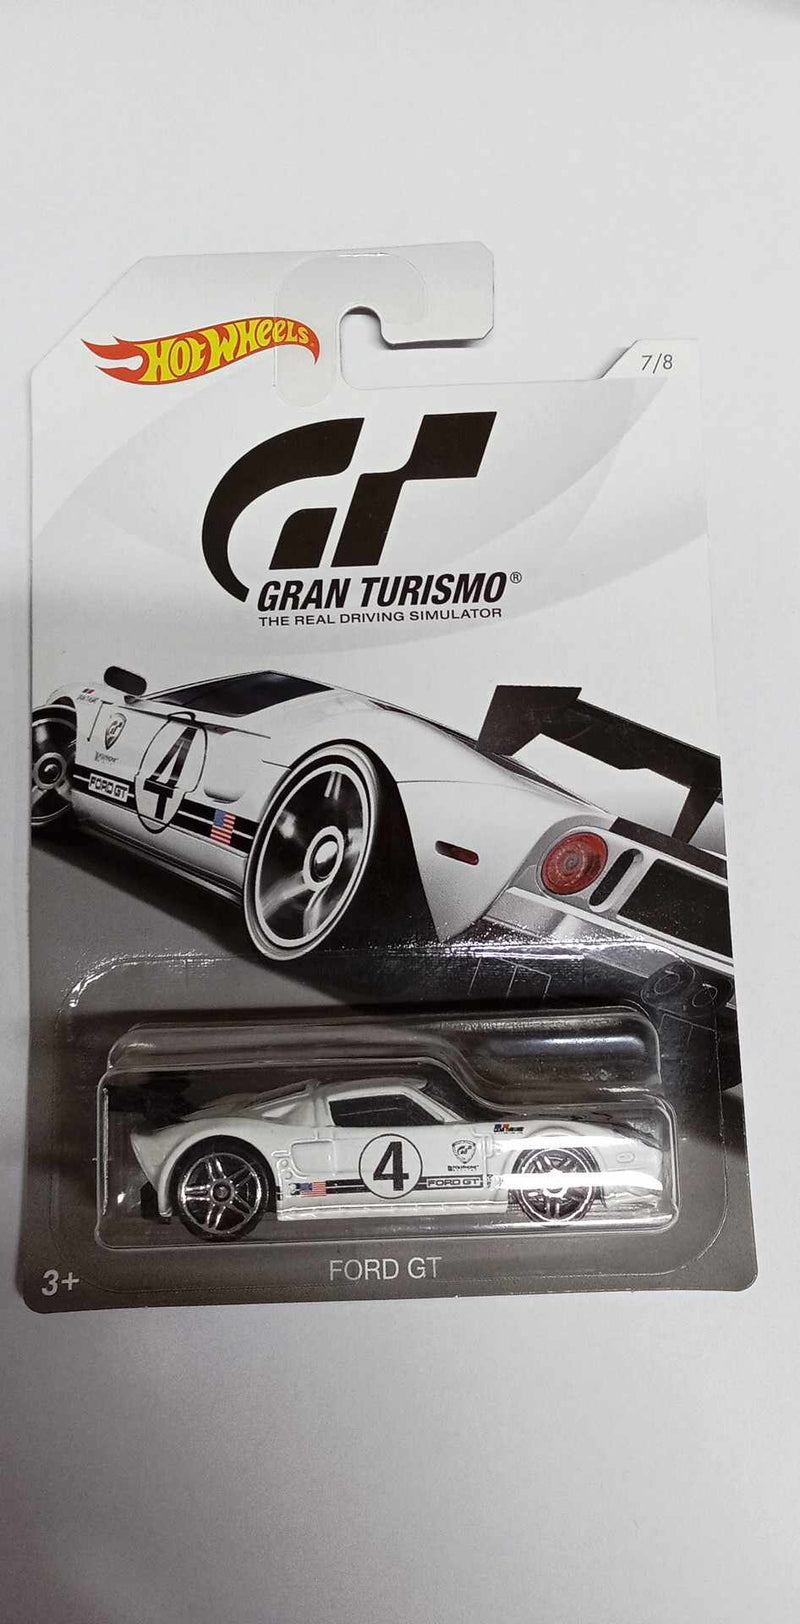 HOT WHEELS
7/8
GT
GRAN TURISMO®
THE REAL DRIVING SIMULATOR
4
FORD GT
4
FORD GT
3+
FORD GT